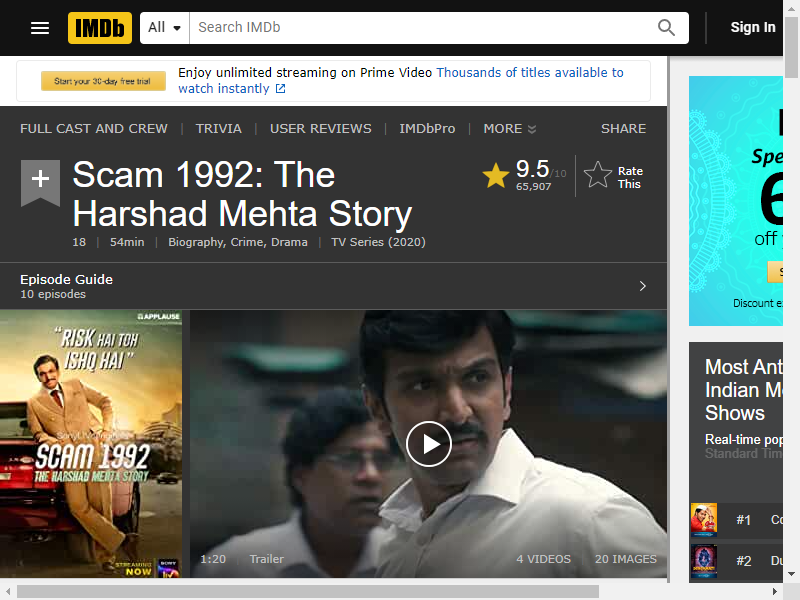 IMDb
All
Search IMDb
Sign In
Start your 30-day free trial
Enjoy unlimited streaming on Prime Video Thousands of titles available to
watch instantly
FULL CAST AND CREW | TRIVIA | USER REVIEWS | IMDbPro | MORE
SHARE
Scam 1992: The
Harshad Mehta Story
9.5/10
65,907
Rate
This
18 | 54min | Biography, Crime, Drama | TV Series (2020)
Episode Guide
10 episodes
APPLAUSE
"RISK HAI TOH
ISHQ HAI"
SCAM 1992
THE HARSHAD MEHTA STORY
STREAMING
NOW
SONY
liv
1:20 Trailer
4 VIDEOS 20 IMAGES
Spe
6
off
S
Discount e
Most Ant
Indian M
Shows
Real-time pop
Standard Tim
#1 Co
#2 Du